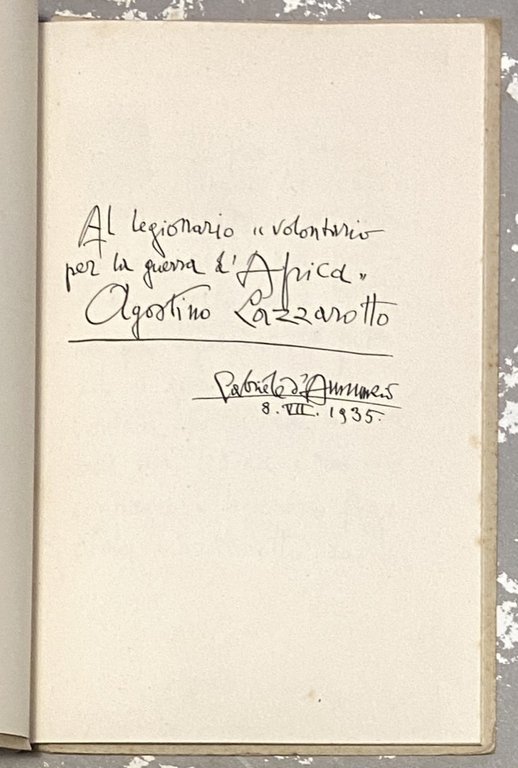 Al legionario « volontario
per la guerra d'Africa »
Agostino Lazzarotto
Gabriele d'Annunzio
8. VII. 1935.